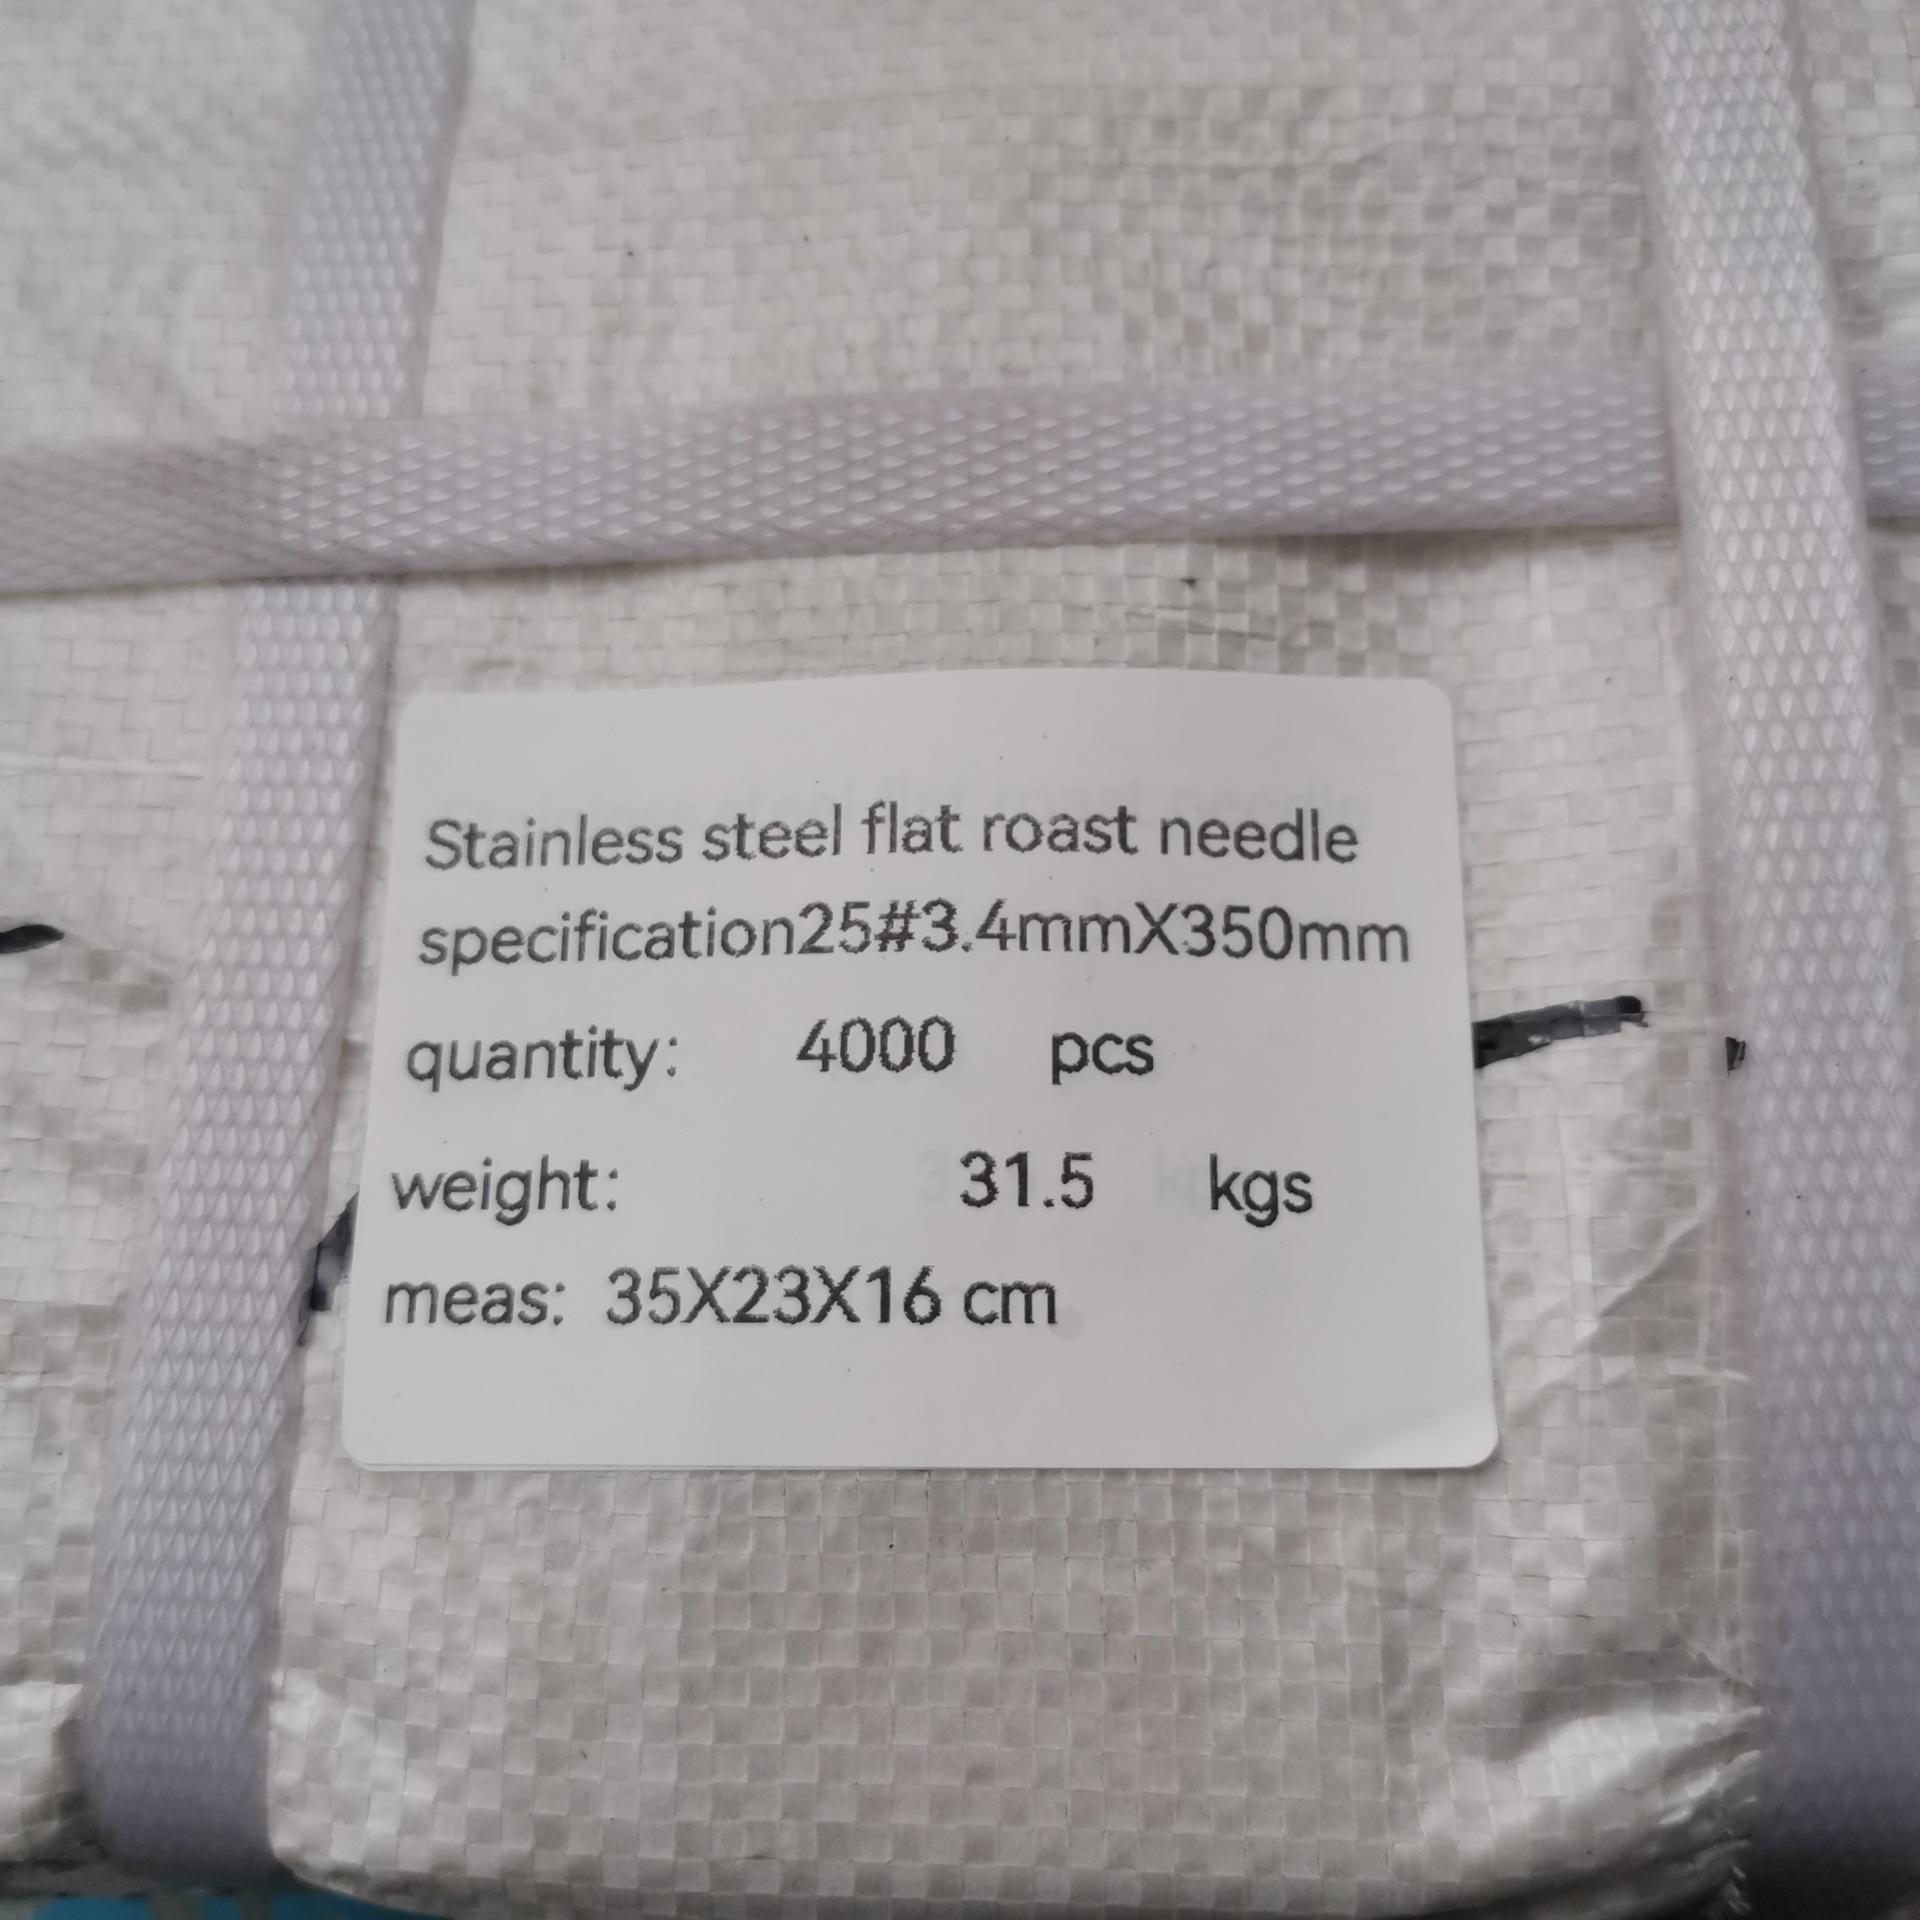 Stainless steel flat roast needle
specification25#3.4mmX350mm
quantity: 4000 pcs
weight: 31.5 kgs
meas: 35X23X16 cm